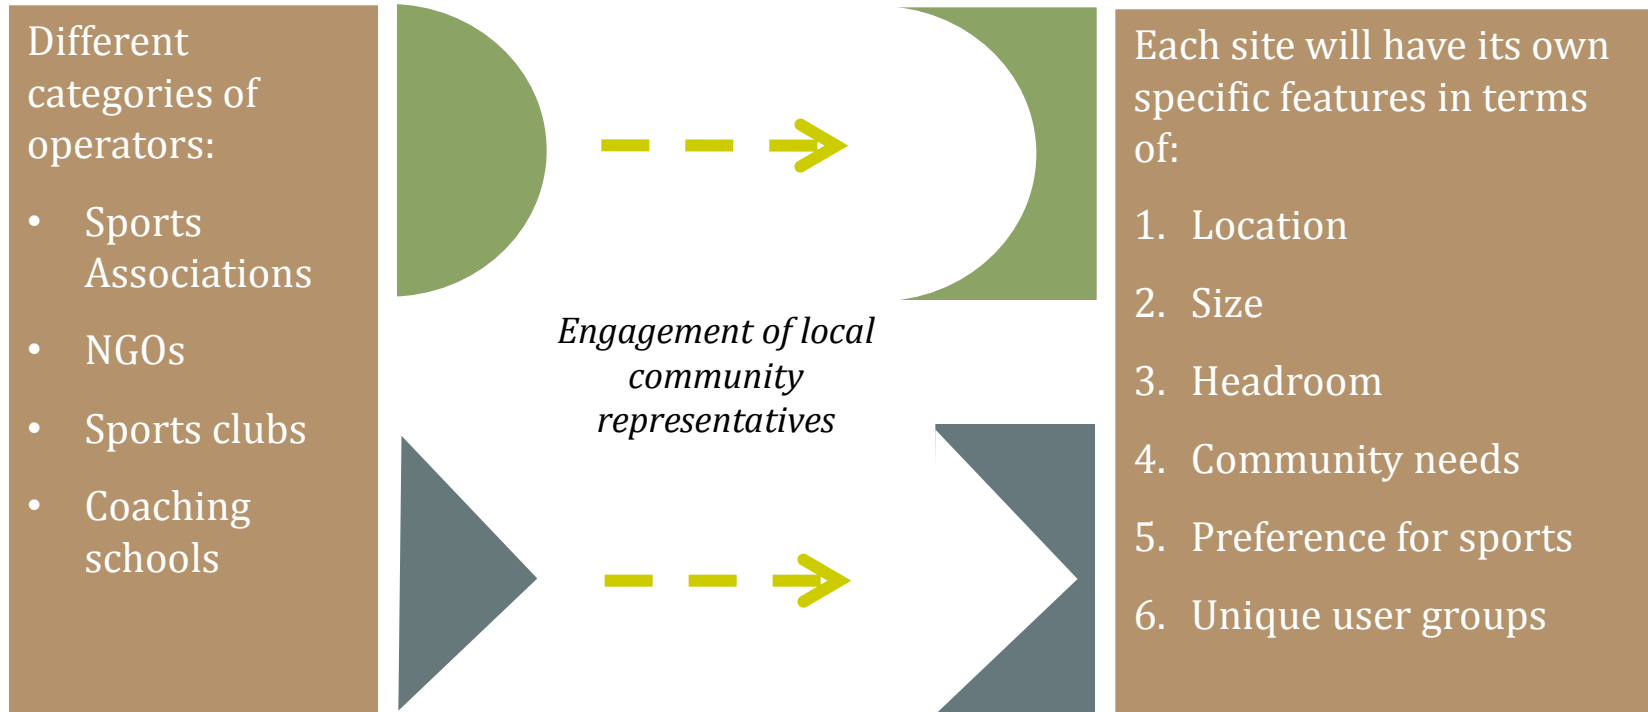 Different
categories of
operators:
• Sports
Associations
• NGOs
• Sports clubs
• Coaching
schools
Engagement of local
community
representatives
Each site will have its own
specific features in terms
of:
1. Location
2. Size
3. Headroom
4. Community needs
5. Preference for sports
6. Unique user groups